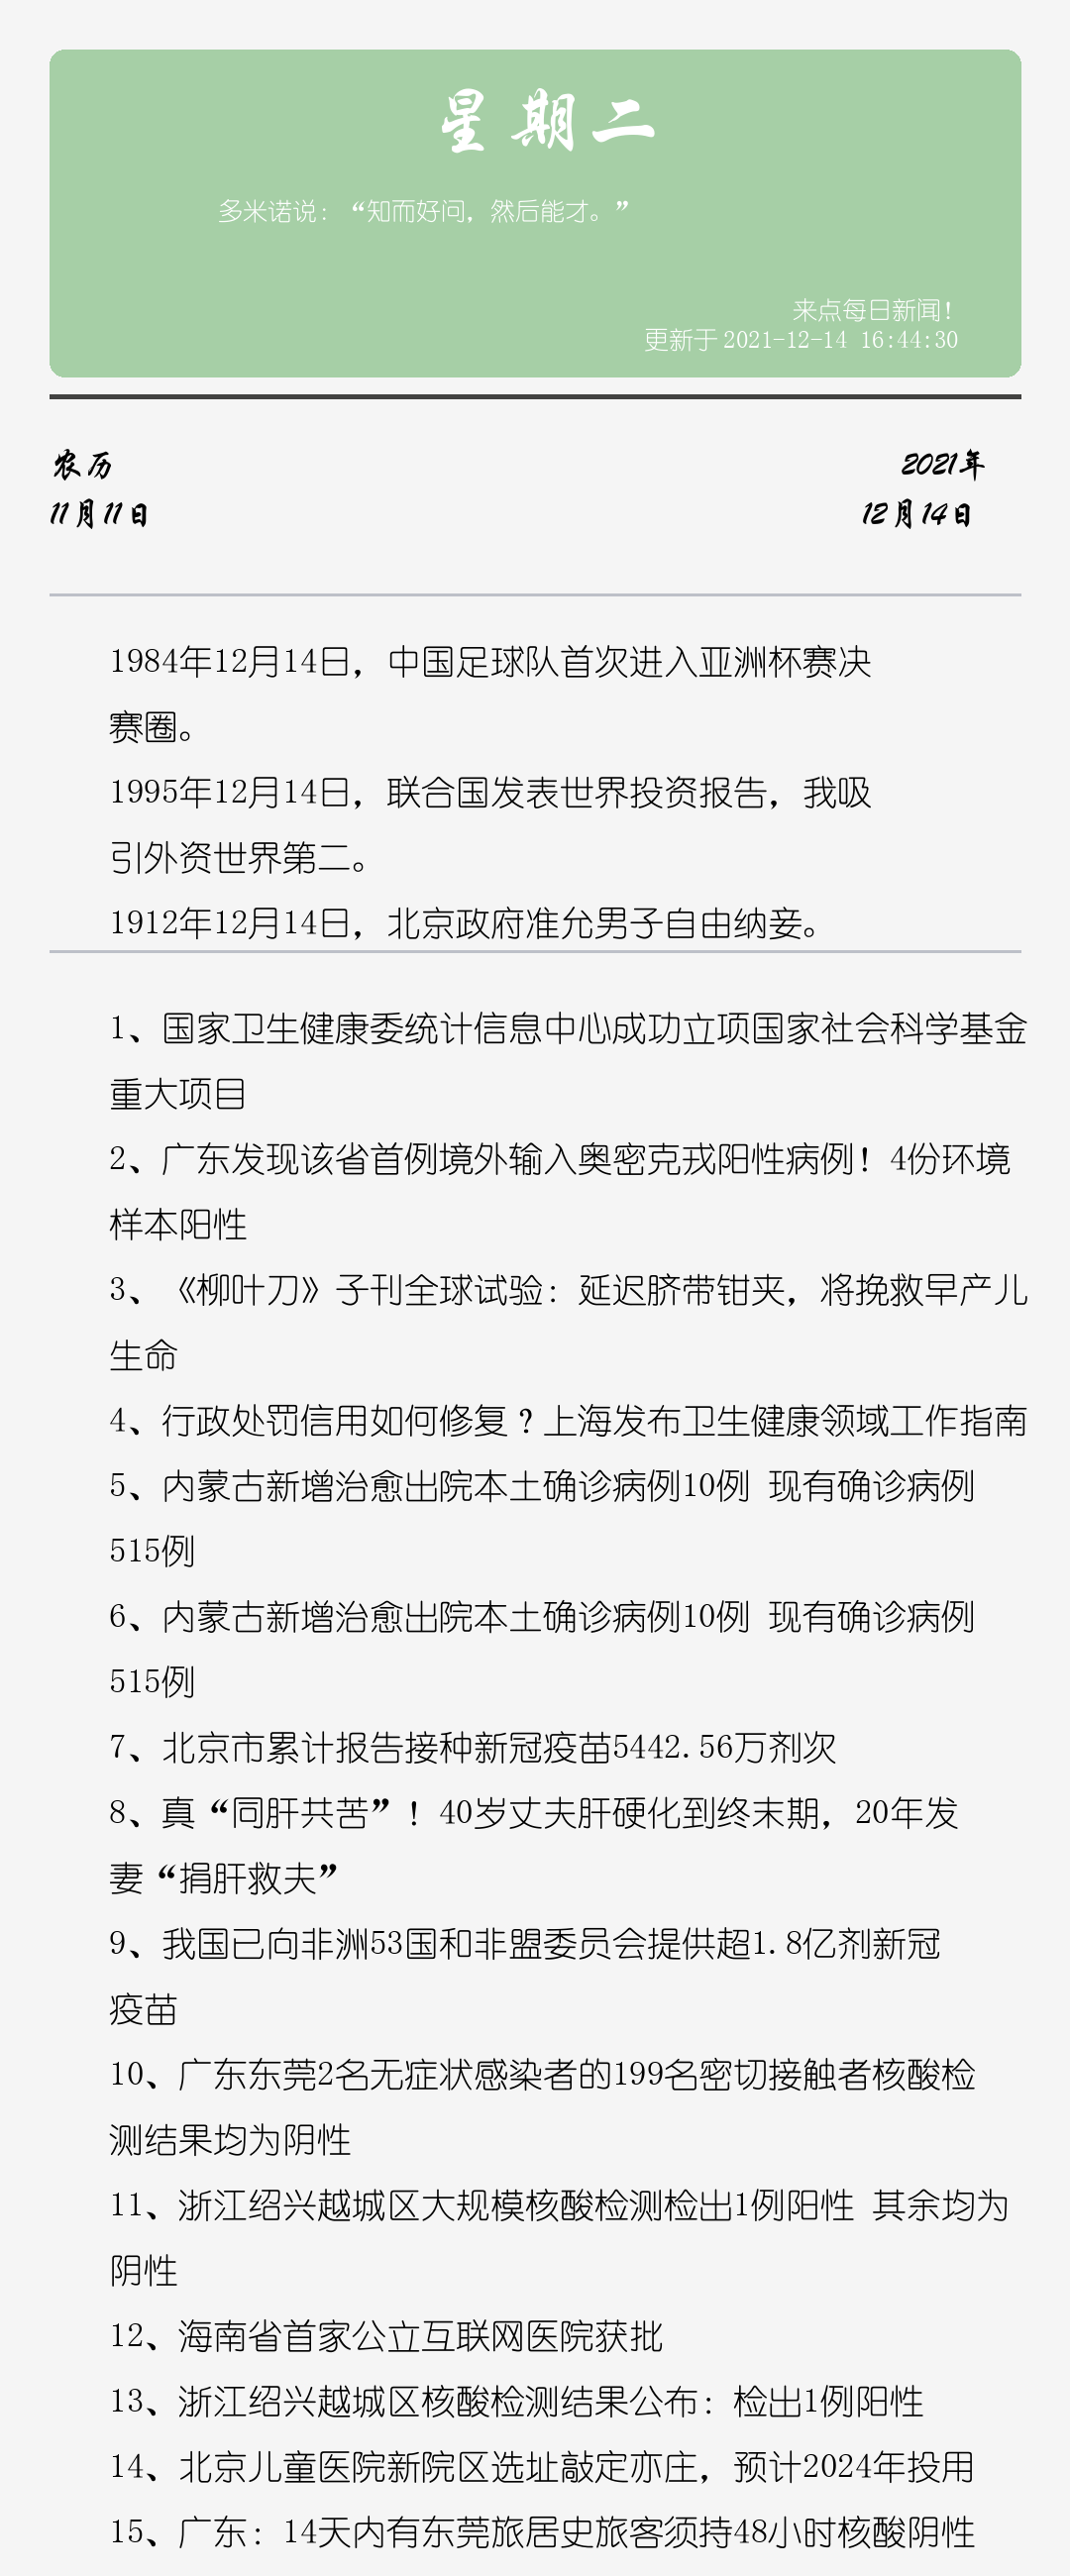 星期二
多米诺说：“知而好问，然后能才。”
来点每日新闻！
更新于 2021-12-14 16:44:30
农历
2021年
11月11日
12月14日
1984年12月14日，中国足球队首次进入亚洲杯赛决
赛圈。
1995年12月14日，联合国发表世界投资报告，我吸
引外资世界第二。
1912年12月14日，北京政府准允男子自由纳妾。
1、国家卫生健康委统计信息中心成功立项国家社会科学基金
重大项目
2、广东发现该省首例境外输入奥密克戎阳性病例！4份环境
样本阳性
3、《柳叶刀》子刊全球试验：延迟脐带钳夹，将挽救早产儿
生命
4、行政处罚信用如何修复？上海发布卫生健康领域工作指南
5、内蒙古新增治愈出院本土确诊病例10例 现有确诊病例
515例
6、内蒙古新增治愈出院本土确诊病例10例 现有确诊病例
515例
7、北京市累计报告接种新冠疫苗5442.56万剂次
8、真“同肝共苦”！40岁丈夫肝硬化到终末期，20年发
妻“捐肝救夫”
9、我国已向非洲53国和非盟委员会提供超1.8亿剂新冠
疫苗
10、广东东莞2名无症状感染者的199名密切接触者核酸检
测结果均为阴性
11、浙江绍兴越城区大规模核酸检测检出1例阳性 其余均为
阴性
12、海南省首家公立互联网医院获批
13、浙江绍兴越城区核酸检测结果公布：检出1例阳性
14、北京儿童医院新院区选址敲定亦庄，预计2024年投用
15、广东：14天内有东莞旅居史旅客须持48小时核酸阴性